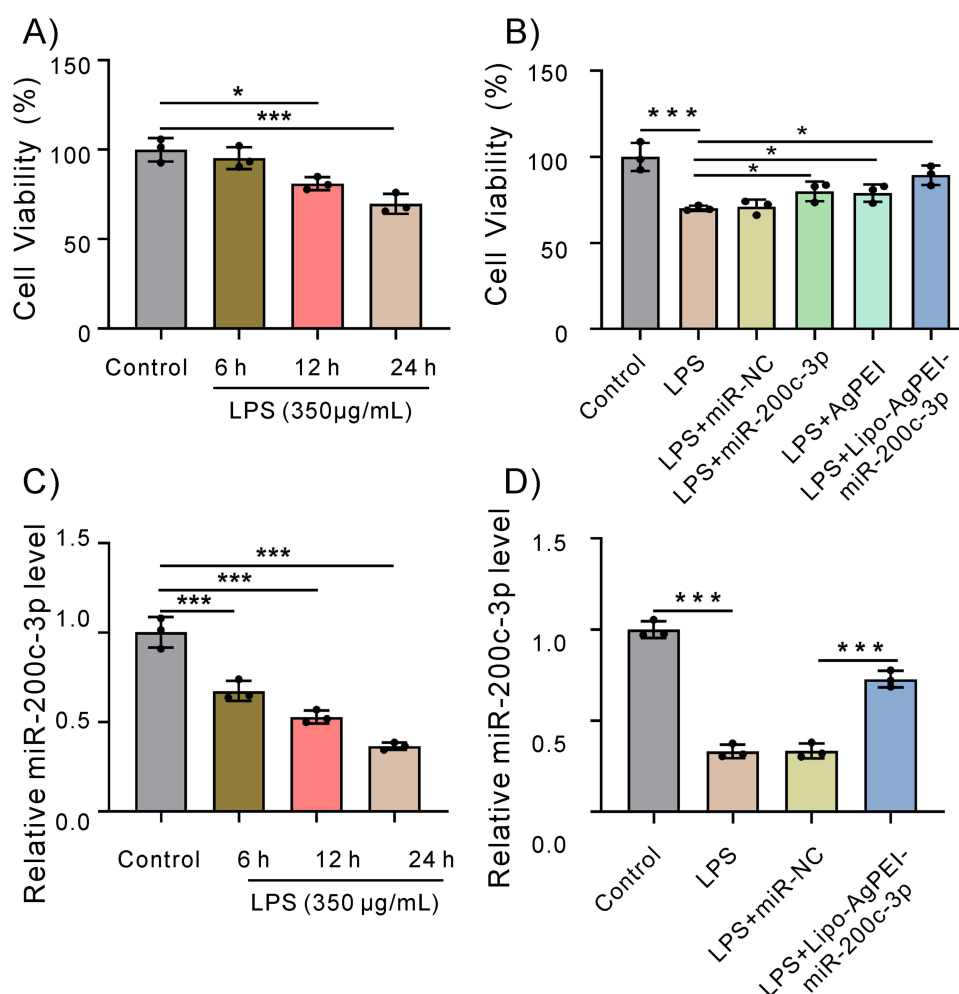 A)
Cell Viability (%)
150
100
50
0
*
***
Control 6 h 12 h 24 h
LPS (350µg/mL)
B)
Cell Viability (%)
150
100
50
0
***
*
*
*
Control
LPS
LPS+miR-NC
LPS+miR-200c-3p
LPS+AgPEI
LPS+Lipo-AgPEI-
miR-200c-3p
C)
Relative miR-200c-3p level
1.5
1.0
0.5
0.0
***
***
***
Control 6 h 12 h 24 h
LPS (350 µg/mL)
D)
Relative miR-200c-3p level
1.5
1.0
0.5
0.0
***
***
Control
LPS
LPS+miR-NC
LPS+Lipo-AgPEI-
miR-200c-3p